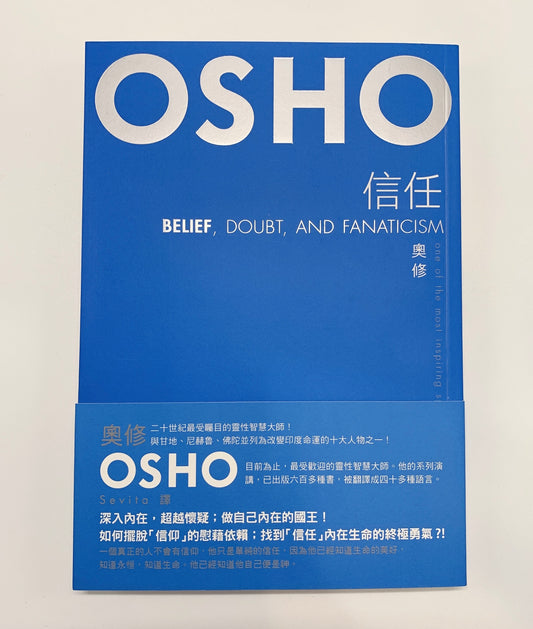 OSHO
信任
BELIEF, DOUBT, AND FANATICISM
奧修
one of the most inspiring
奧修
二十世紀最受矚目的靈性智慧大師！
與甘地、尼赫魯、佛陀並列為改變印度命運的十大人物之一！
OSHO
目前為止，最受歡迎的靈性智慧大師。他的系列演
講，已出版六百多種書，被翻譯成四十多種語言。
Sevita 譯
深入內在，超越懷疑；做自己內在的國王！
如何擺脫「信仰」的慰藉依賴；找到「信任」內在生命的終極勇氣?!
一個真正的人不會有信仰，他只是單純的信任，因為他已經知道生命的美好，
知道永恆，知道生命。他已經知道他自己便是神。